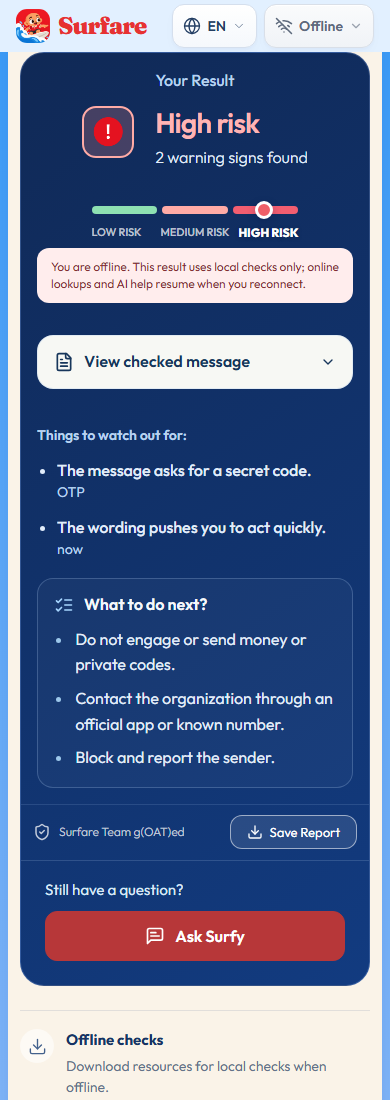 Surfare
EN
Offline
Your Result
!
High risk
2 warning signs found
LOW RISK
MEDIUM RISK
HIGH RISK
You are offline. This result uses local checks only; online
lookups and AI help resume when you reconnect.
View checked message
Things to watch out for:
• The message asks for a secret code.
OTP
• The wording pushes you to act quickly.
now
What to do next?
• Do not engage or send money or
private codes.
• Contact the organization through an
official app or known number.
• Block and report the sender.
Surfare Team g(OAT)ed
Save Report
Still have a question?
Ask Surfy
Offline checks
Download resources for local checks when
offline.